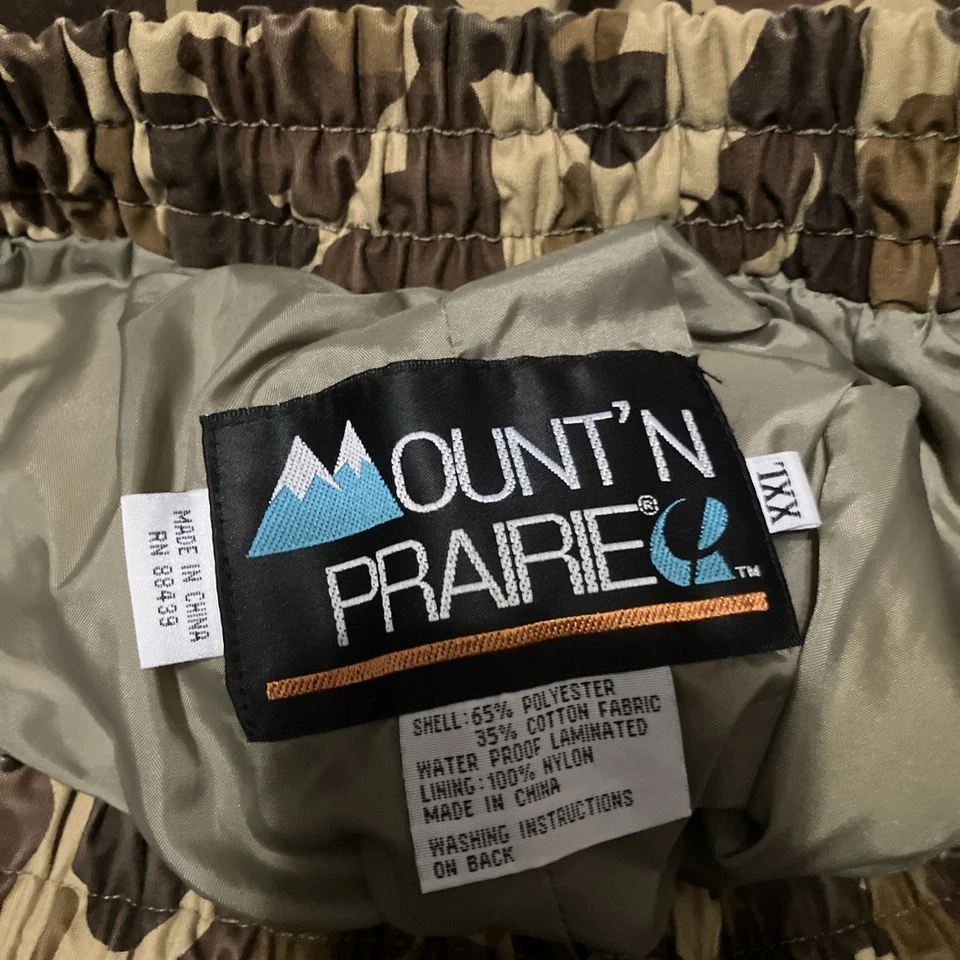 MOUNT'N
PRAIRIE®
™
XXL
MADE IN CHINA
RN 88439
SHELL:65% POLYESTER
35% COTTON FABRIC
WATER PROOF LAMINATED
LINING:100% NYLON
MADE IN CHINA
WASHING INSTRUCTIONS
ON BACK